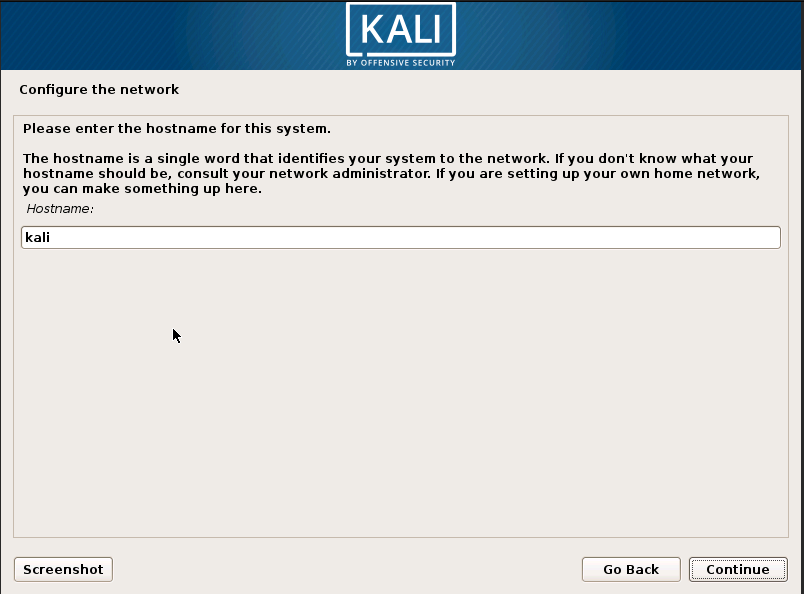 KALI
BY OFFENSIVE SECURITY
Configure the network
Please enter the hostname for this system.
The hostname is a single word that identifies your system to the network. If you don't know what your
hostname should be, consult your network administrator. If you are setting up your own home network,
you can make something up here.
Hostname:
kali
Screenshot
Go Back
Continue